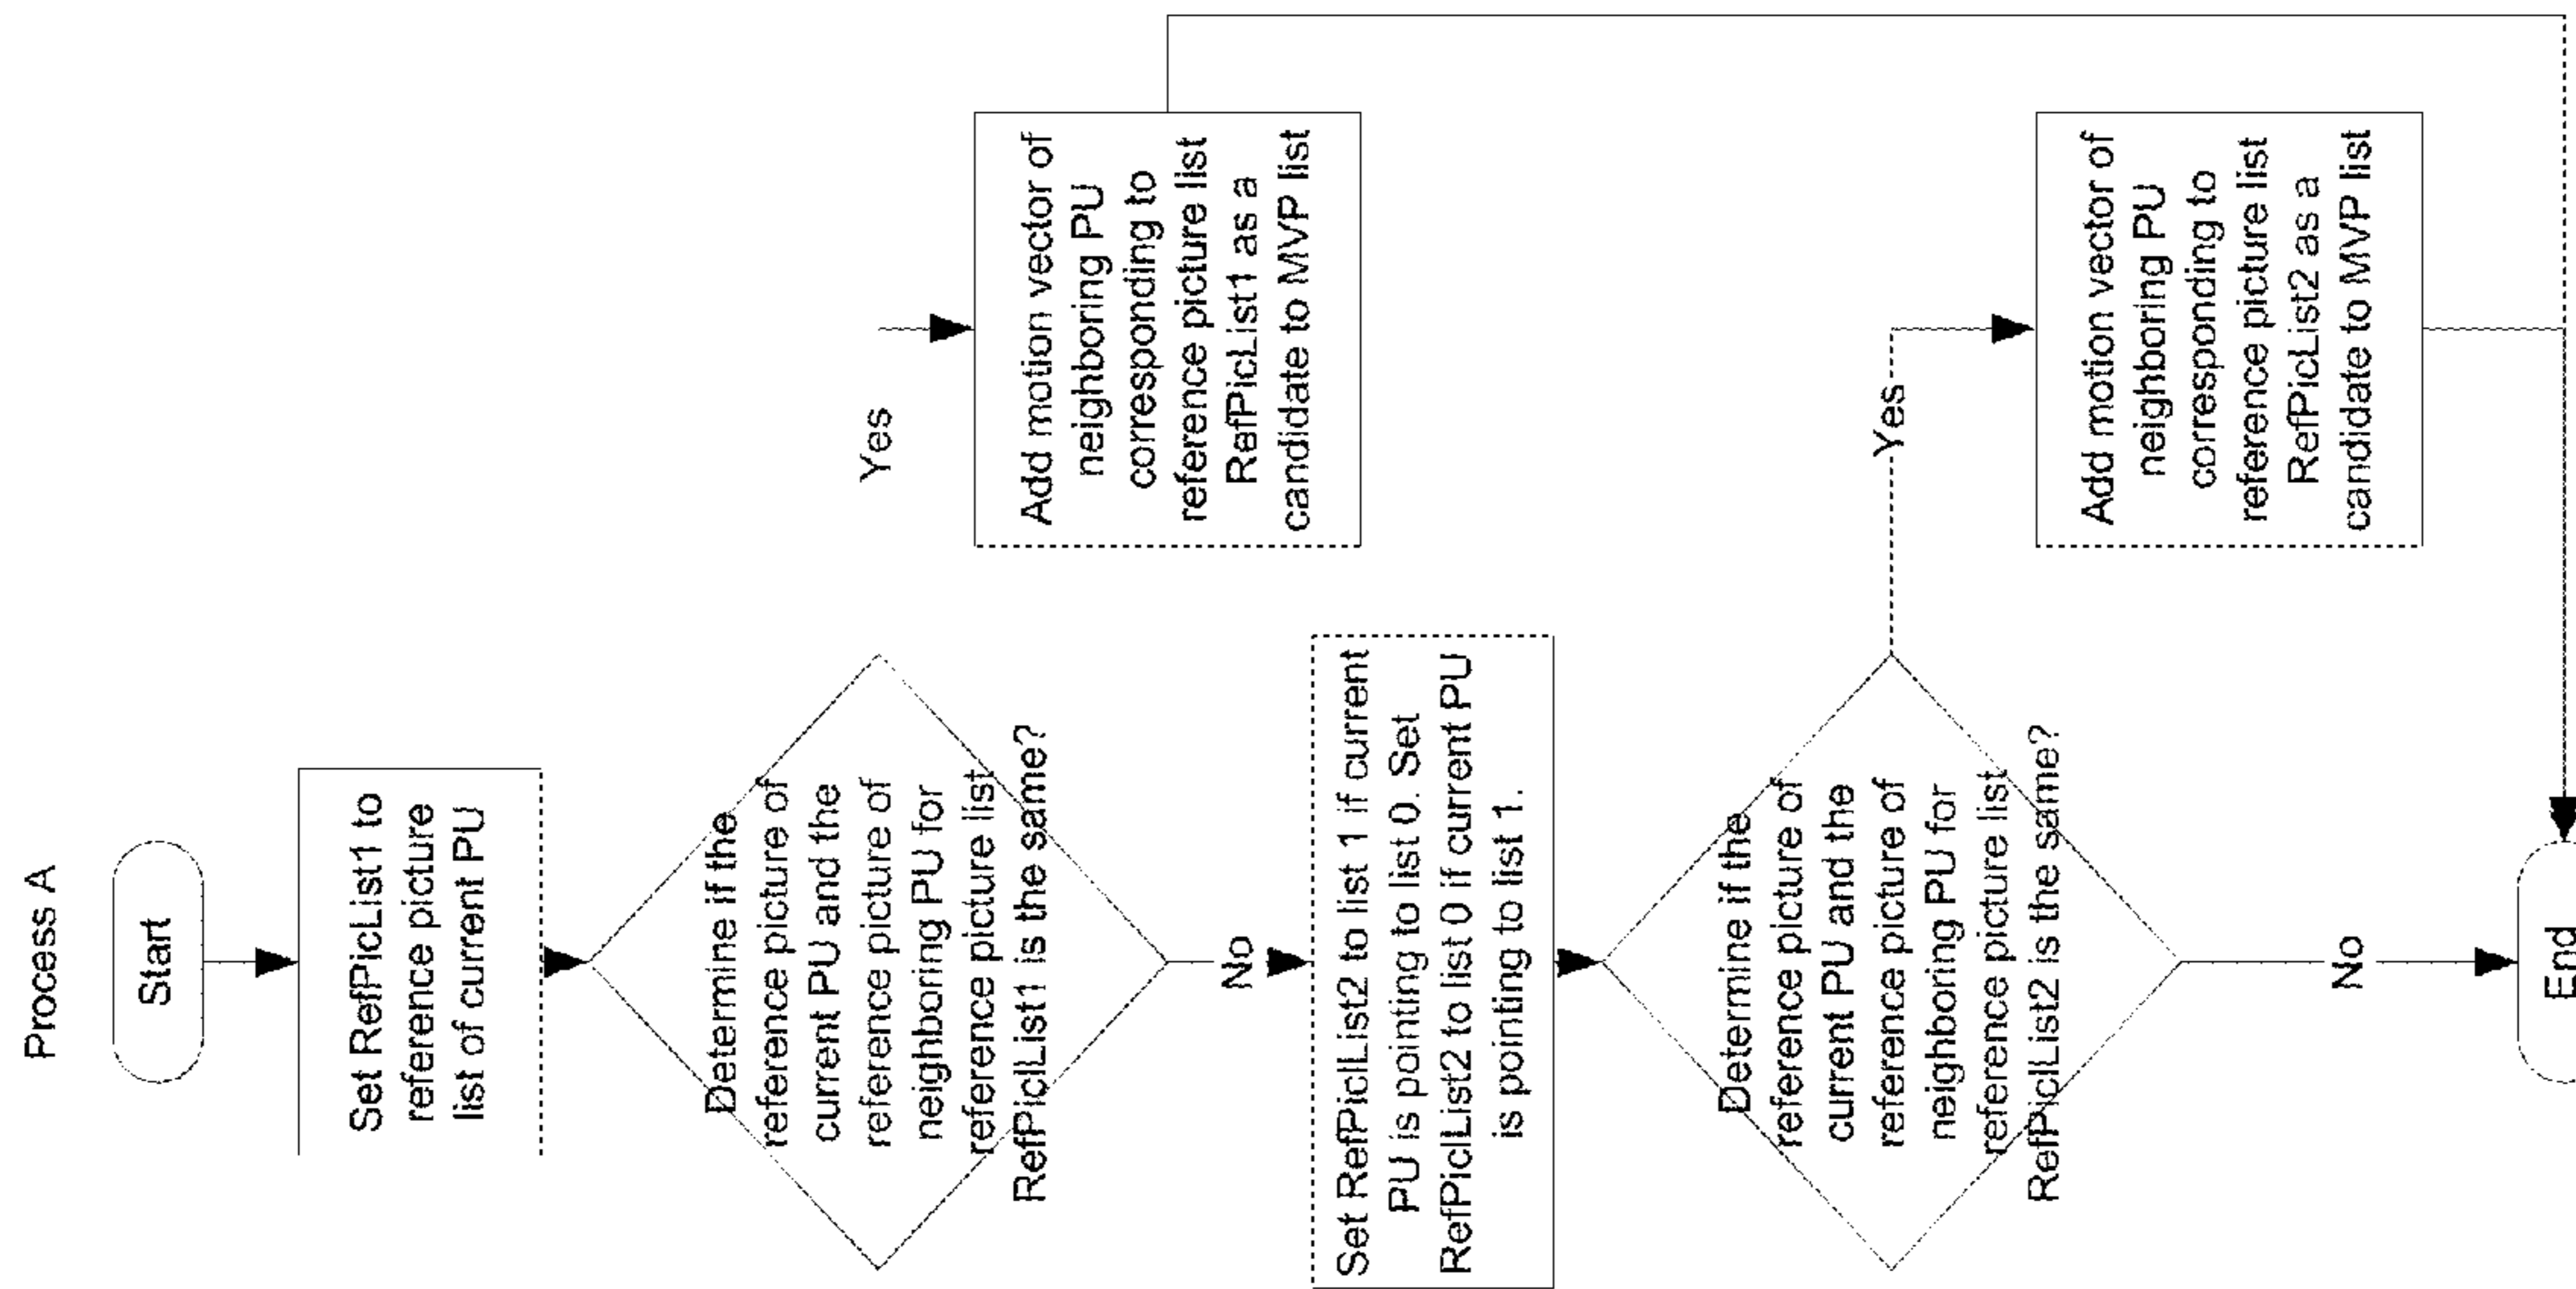 Process A
Start
Set RefPicList1 to
reference picture
list of current PU
Determine if the
reference picture of
current PU and the
reference picture of
neighboring PU for
reference picture list
RefPiclList1 is the same?
Yes
Add motion vector of
neighboring PU
corresponding to
reference picture list
RefPicList1 as a
candidate to MVP list
No
Set RefPiclList2 to list 1 if current
PU is pointing to list 0. Set
RefPiclList2 to list 0 if current PU
is pointing to list 1.
Determine if the
reference picture of
current PU and the
reference picture of
neighboring PU for
reference picture list
RefPiclList2 is the same?
Yes
Add motion vector of
neighboring PU
corresponding to
reference picture list
RefPicList2 as a
candidate to MVP list
No
End